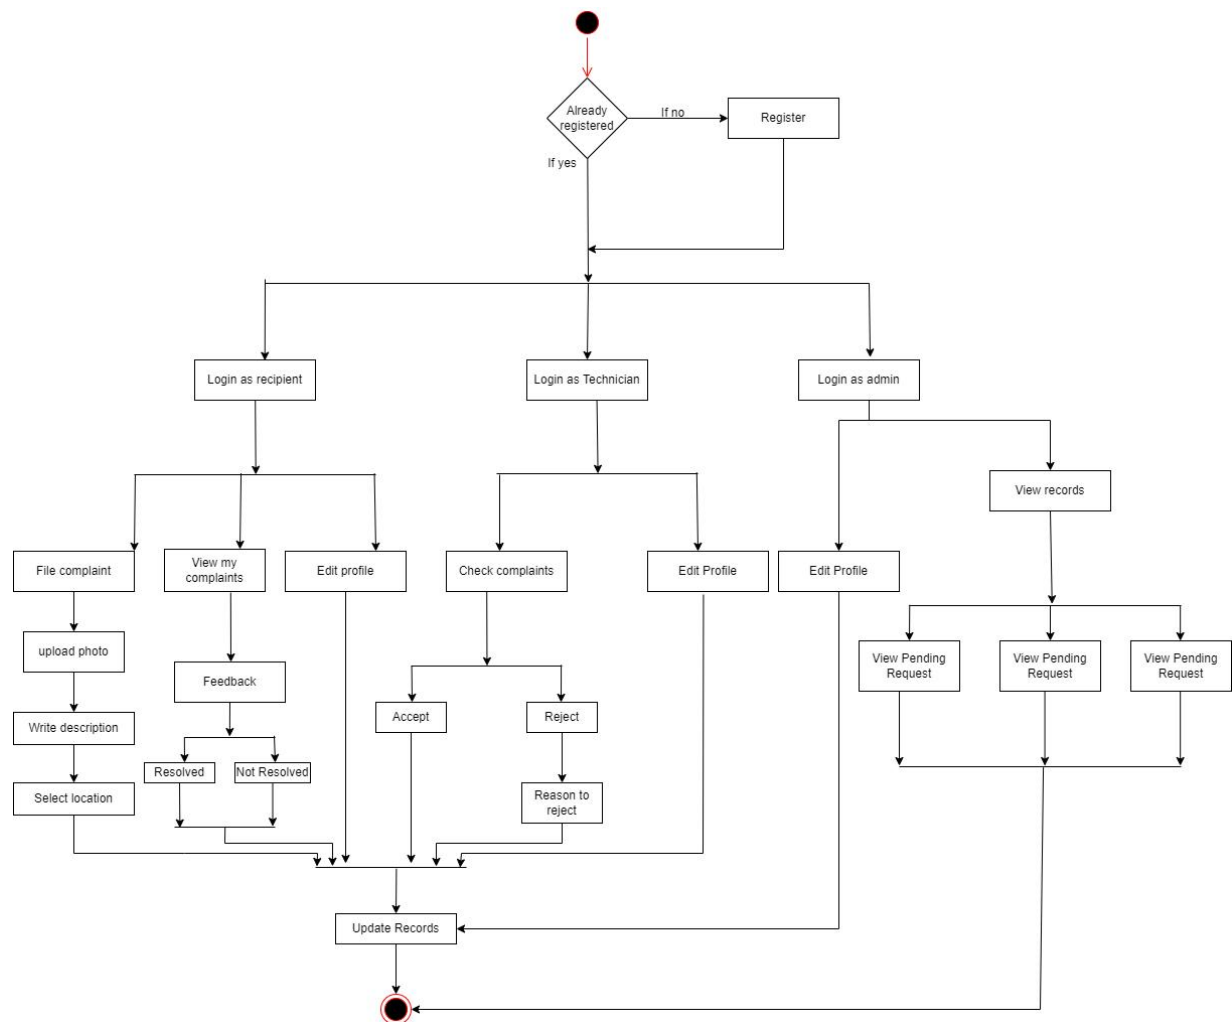 Already
registered
If no
Register
If yes
Login as recipient
Login as Technician
Login as admin
View records
File complaint
View my
complaints
Edit profile
Check complaints
Edit Profile
Edit Profile
upload photo
Feedback
View Pending
Request
View Pending
Request
View Pending
Request
Write description
Accept
Reject
Resolved
Not Resolved
Select location
Reason to
reject
Update Records